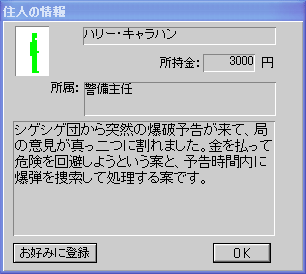 住人の情報
ハリー・キャラハン
所持金: 3000 円
所属: 警備主任
シゲシゲ団から突然の爆破予告が来て、局
の意見が真っ二つに割れました。金を払って
危険を回避しようという案と、予告時間内に
爆弾を捜索して処理する案です。
お好みに登録 OK